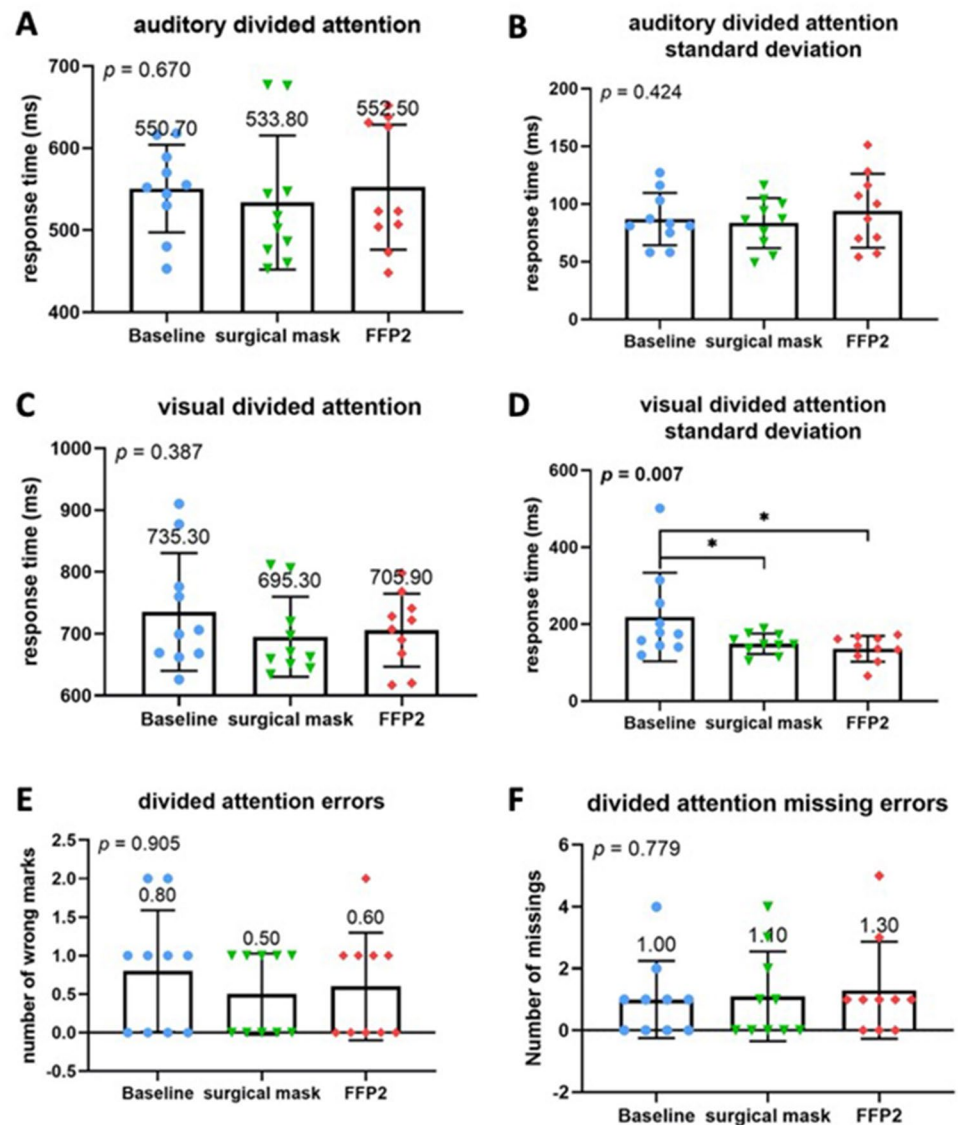 A
auditory divided attention
p = 0.670
response time (ms)
700
600
500
400
550.70
533.80
552.50
Baseline surgical mask FFP2
B
auditory divided attention
standard deviation
p = 0.424
response time (ms)
200
150
100
50
0
Baseline surgical mask FFP2
C
visual divided attention
p = 0.387
response time (ms)
1000
900
800
700
600
735.30
695.30
705.90
Baseline surgical mask FFP2
D
visual divided attention
standard deviation
p = 0.007
response time (ms)
600
400
200
0
*
*
Baseline surgical mask FFP2
E
divided attention errors
p = 0.905
number of wrong marks
2.5
2.0
1.5
1.0
0.5
0.0
-0.5
0.80
0.50
0.60
Baseline surgical mask FFP2
F
divided attention missing errors
p = 0.779
Number of missings
6
4
2
0
-2
1.00
1.10
1.30
Baseline surgical mask FFP2